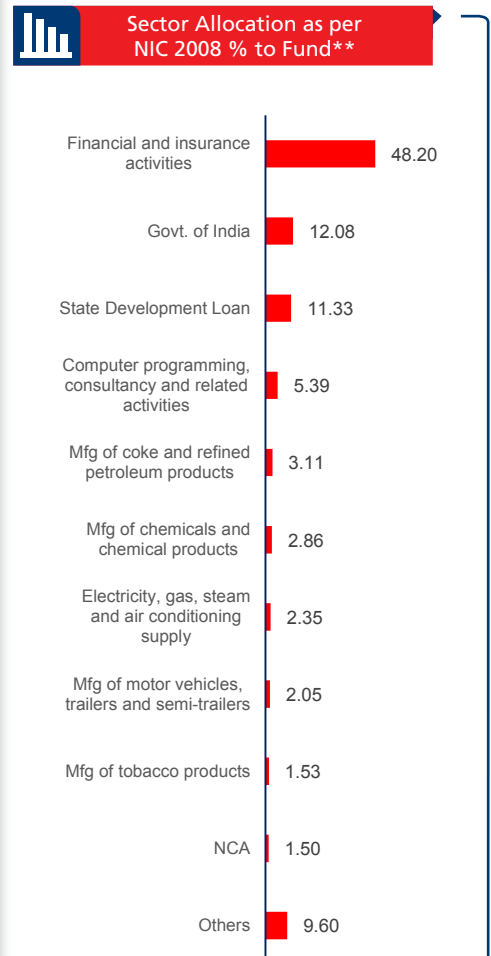 Sector Allocation as per
NIC 2008 % to Fund**
Financial and insurance
activities
48.20
Govt. of India
12.08
State Development Loan
11.33
Computer programming,
consultancy and related
activities
5.39
Mfg of coke and refined
petroleum products
3.11
Mfg of chemicals and
chemical products
2.86
Electricity, gas, steam
and air conditioning
supply
2.35
Mfg of motor vehicles,
trailers and semi-trailers
2.05
Mfg of tobacco products
1.53
NCA
1.50
Others
9.60